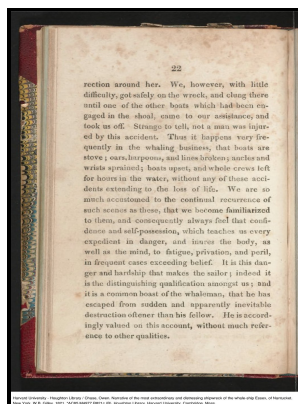 22
rection around her. We, however, with little
difficulty, got safely on the wreck, and clung there
until one of the other boats which had been en-
gaged in the shoal, came to our assistance, and
took us off. Strange to tell, not a man was injur-
ed by this accident. Thus it happens very fre-
quently in the whaling business, that boats are
stove; oars, harpoons, and lines broken; ancles and
wrists sprained; boats upset, and whole crews left
for hours in the water, without any of these acci-
dents extending to the loss of life. We are so
much accustomed to the continual recurrence of
such scenes as these, that we become familiarized
to them, and consequently always feel that confi-
dence and self-possession, which teaches us every
expedient in danger, and inures the body, as
well as the mind, to fatigue, privation, and peril,
in frequent cases exceeding belief. It is this dan-
ger and hardship that makes the sailor; indeed it
is the distinguishing qualification amongst us; and
it is a common boast of the whaleman, that he has
escaped from sudden and apparently inevitable
destruction oftener than his fellow. He is accord-
ingly valued on this account, without much refer-
ence to other qualities.
Harvard University - Houghton Library / Chase, Owen. Narrative of the most extraordinary and distressing shipwreck of the whale-ship Essex, of Nantucket.
New York, W.B. Gilley, 1821. Houghton Library, Harvard University, Cambridge, Mass.